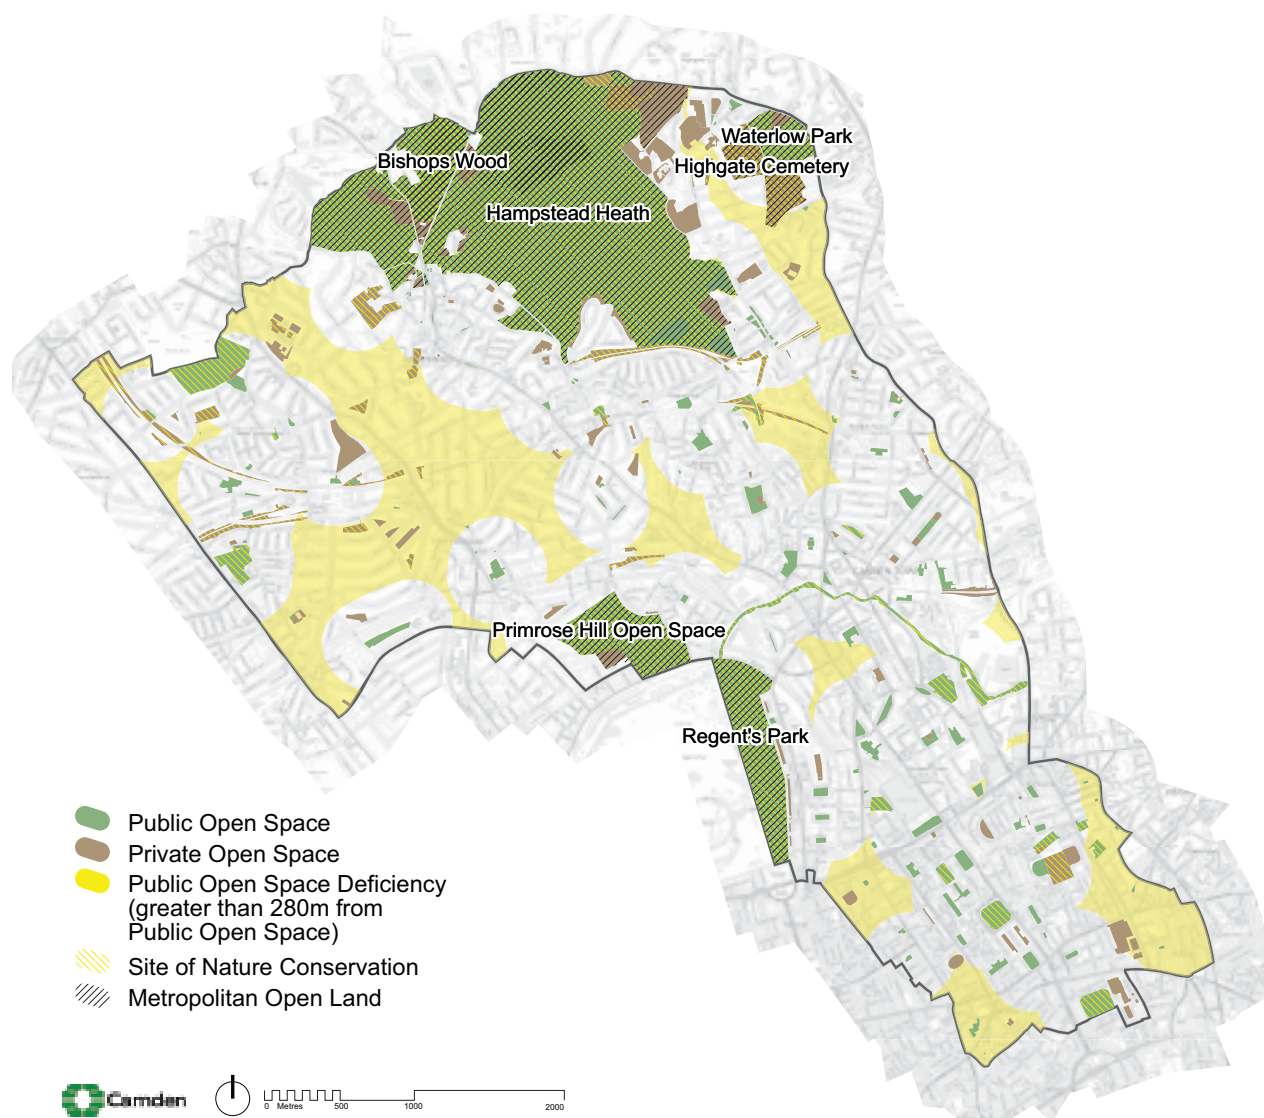 Waterlow Park
Bishops Wood
Highgate Cemetery
Hampstead Heath
Primrose Hill Open Space
Regent's Park
Public Open Space
Private Open Space
Public Open Space Deficiency
(greater than 280m from
Public Open Space)
Site of Nature Conservation
Metropolitan Open Land
Camden
0 Metres 500 1000 2000